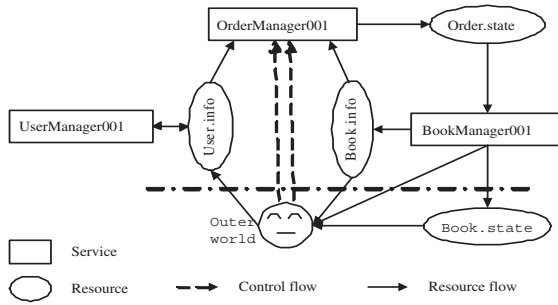 OrderManager001
Order.state
UserManager001
User.info
Book.info
BookManager001
Outer
world
Book.state
Service
Resource
Control flow
Resource flow